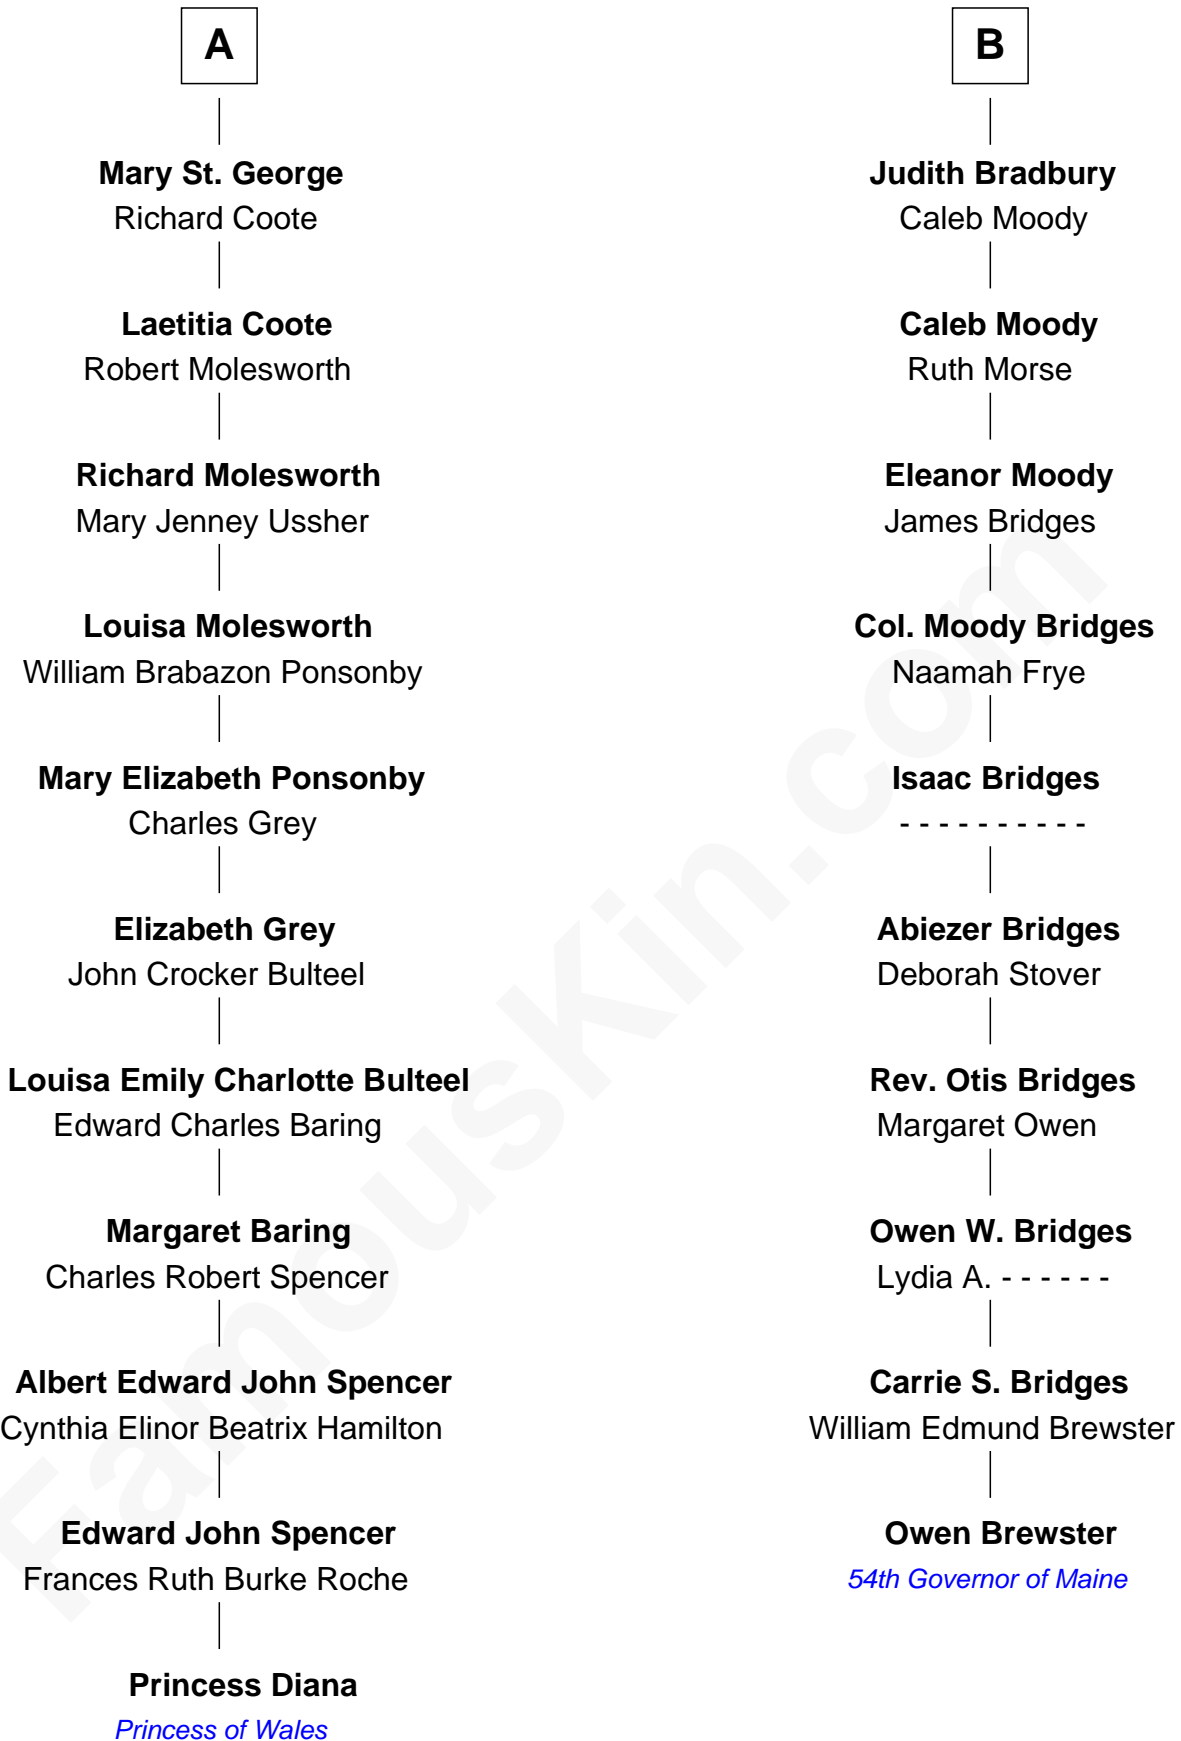 A
Mary St. George
Richard Coote
Laetitia Coote
Robert Molesworth
Richard Molesworth
Mary Jenney Ussher
Louisa Molesworth
William Brabazon Ponsonby
Mary Elizabeth Ponsonby
Charles Grey
Elizabeth Grey
John Crocker Bulteel
Louisa Emily Charlotte Bulteel
Edward Charles Baring
Margaret Baring
Charles Robert Spencer
Albert Edward John Spencer
Cynthia Elinor Beatrix Hamilton
Edward John Spencer
Frances Ruth Burke Roche
Princess Diana
Princess of Wales
B
Judith Bradbury
Caleb Moody
Caleb Moody
Ruth Morse
Eleanor Moody
James Bridges
Col. Moody Bridges
Naamah Frye
Isaac Bridges
- - - - - - - - - -
Abiezer Bridges
Deborah Stover
Rev. Otis Bridges
Margaret Owen
Owen W. Bridges
Lydia A. - - - - - -
Carrie S. Bridges
William Edmund Brewster
Owen Brewster
54th Governor of Maine
FamousKin.com